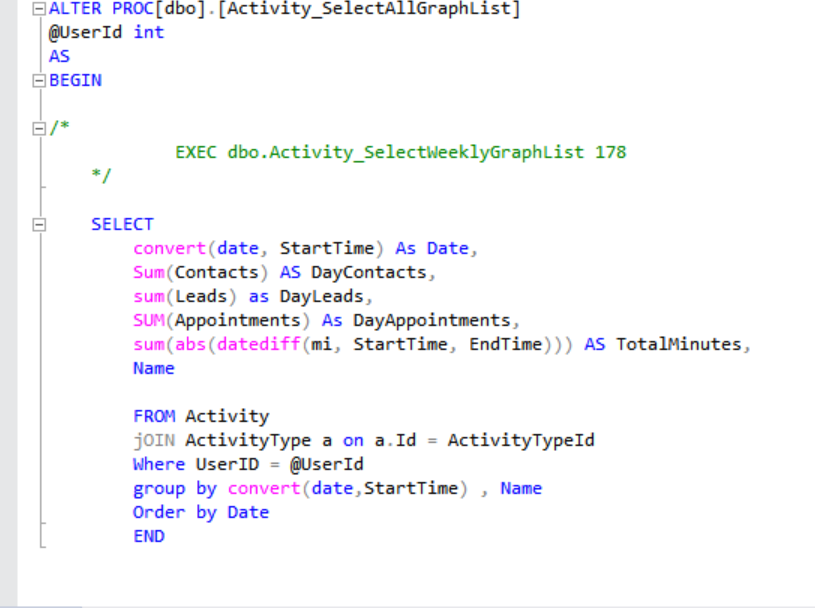 ALTER PROC[dbo].[Activity_SelectAllGraphList]
@UserId int
AS
BEGIN
/*
EXEC dbo.Activity_SelectWeeklyGraphList 178
*/
SELECT
convert(date, StartTime) As Date,
Sum(Contacts) AS DayContacts,
sum(Leads) as DayLeads,
SUM(Appointments) As DayAppointments,
sum(abs(datediff(mi, StartTime, EndTime))) AS TotalMinutes,
Name
FROM Activity
jOIN ActivityType a on a.Id = ActivityTypeId
Where UserID = @UserId
group by convert(date,StartTime) , Name
Order by Date
END